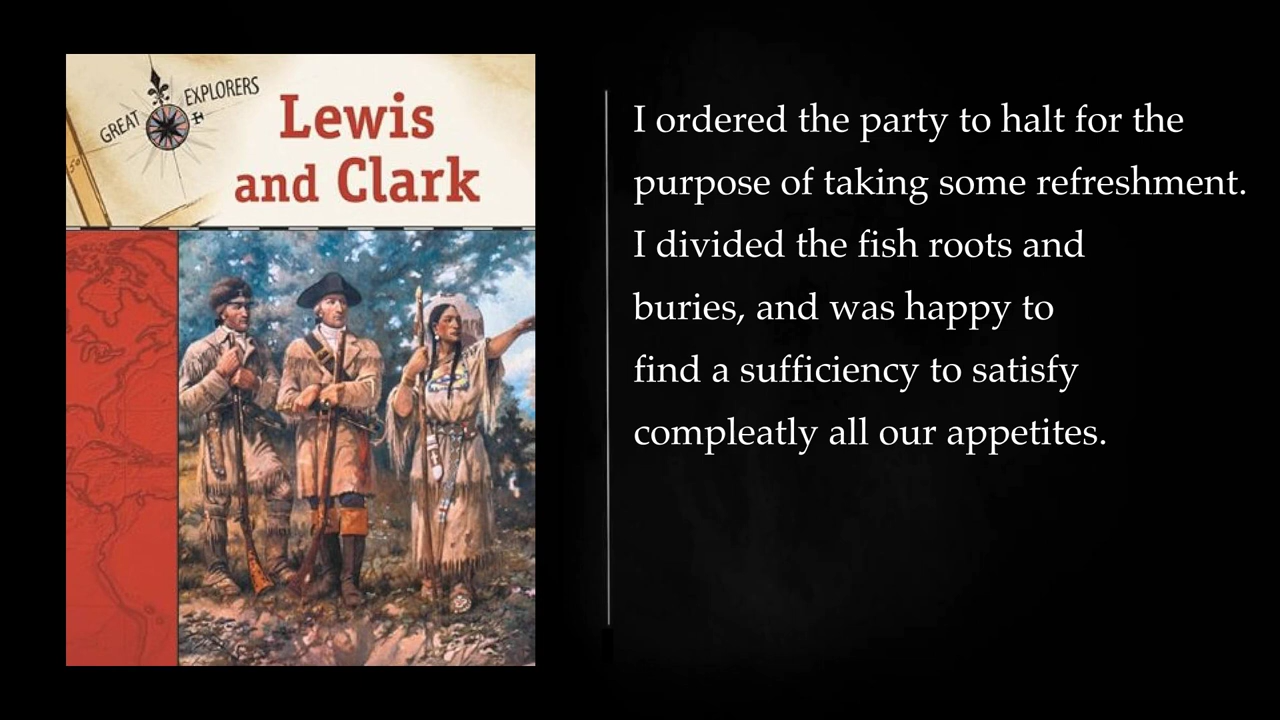 GREAT EXPLORERS
Lewis
and Clark
50
I ordered the party to halt for the
purpose of taking some refreshment.
I divided the fish roots and
buries, and was happy to
find a sufficiency to satisfy
compleatly all our appetites.